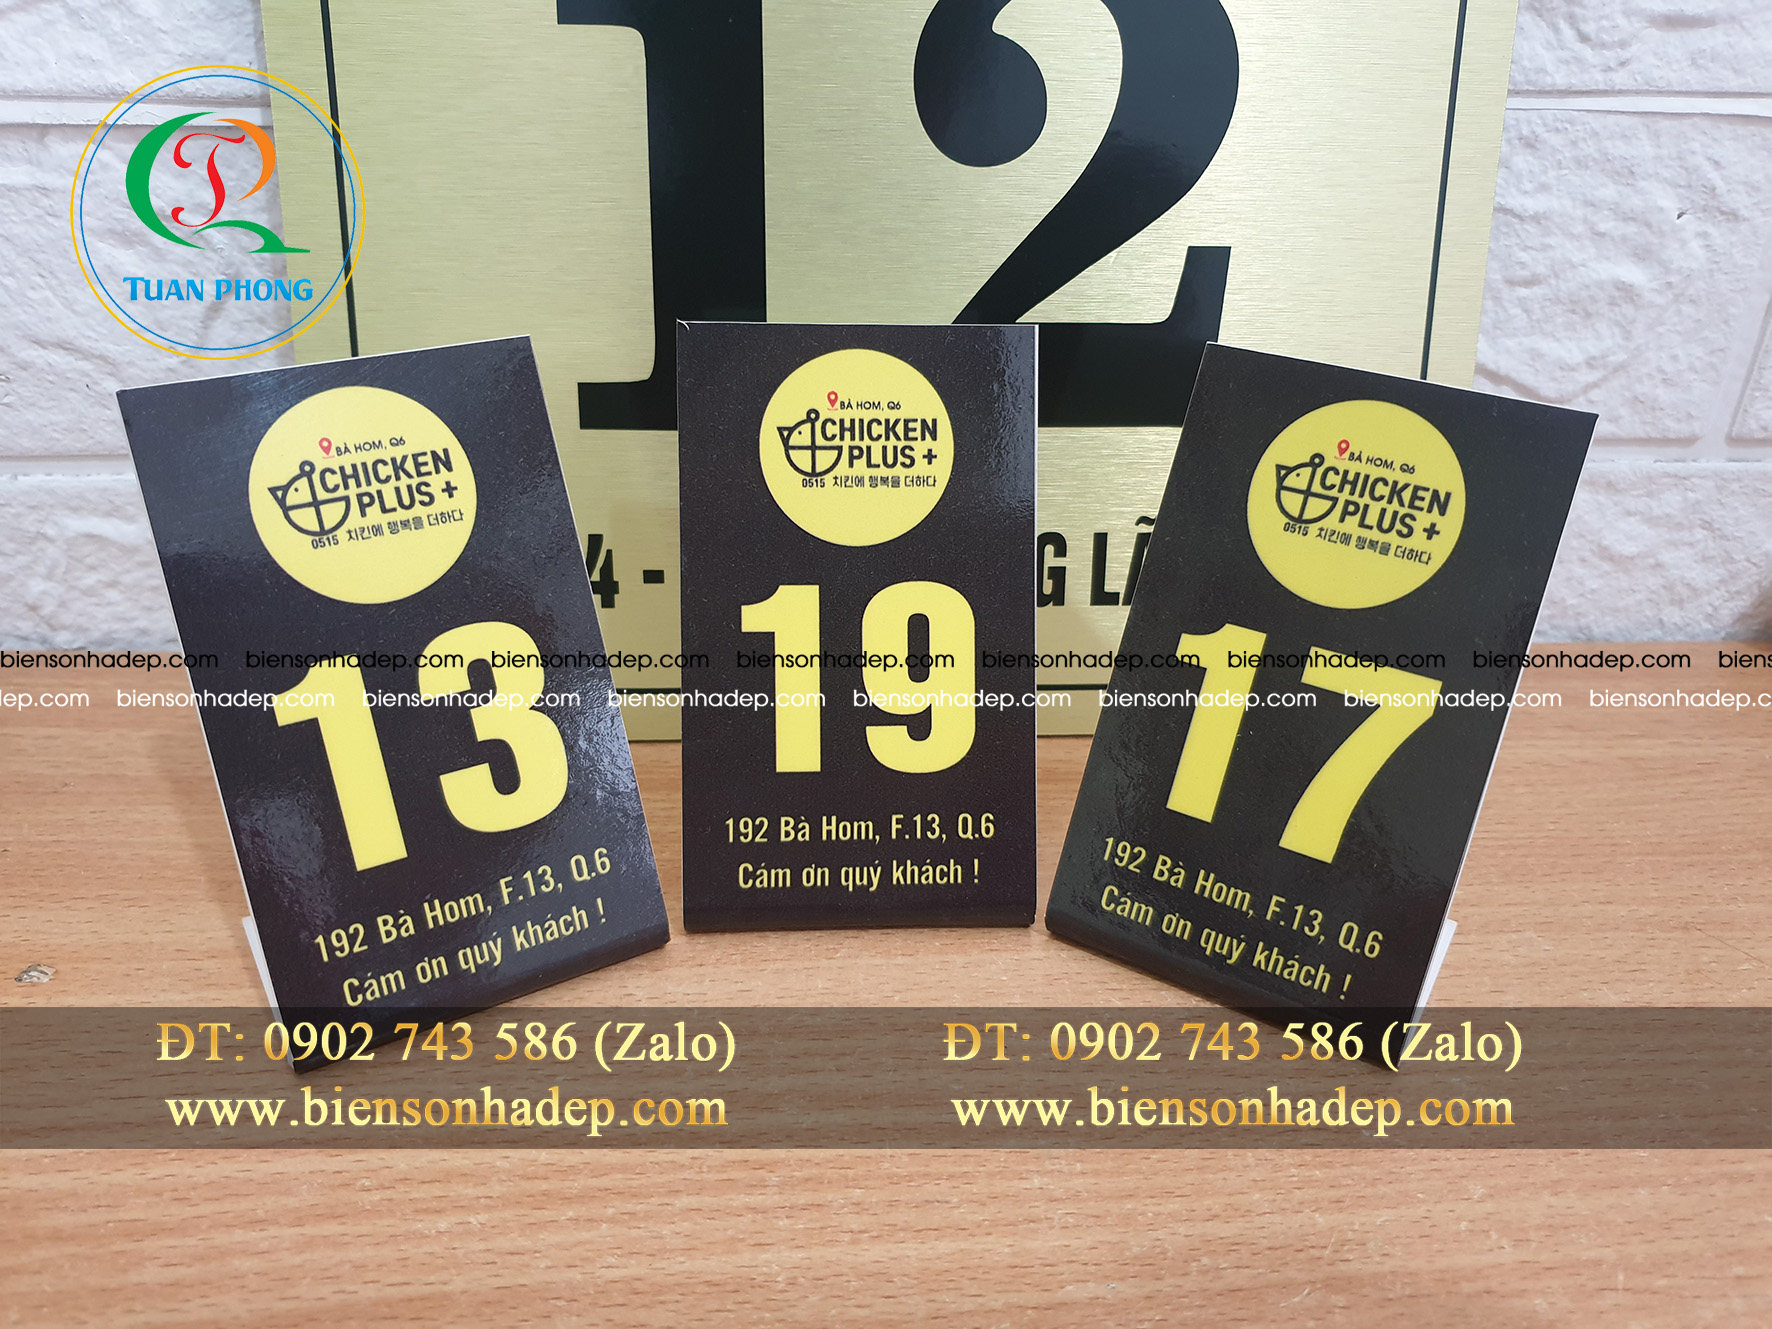 12
TUAN PHONG
4 -
G LÃ
BÀ HOM, Q6
CHICKEN
PLUS +
0515 치킨에 행복을 더하다
13
192 Bà Hom, F.13, Q.6
Cám ơn quý khách !
BÀ HOM, Q6
CHICKEN
PLUS +
0515 치킨에 행복을 더하다
19
192 Bà Hom, F.13, Q.6
Cám ơn quý khách !
BÀ HOM, Q6
CHICKEN
PLUS +
0515 치킨에 행복을 더하다
17
192 Bà Hom, F.13, Q.6
Cám ơn quý khách !
biensonhadep.com biensonhadep.com biensonhadep.com biensonhadep.com biensonhadep.com biensonhadep.com biensonhadep.com biens
dep.com biensonhadep.com biensonhadep.com biensonhadep.com biensonhadep.com biensonhadep.com biensonhadep.com biensonhadep.c
ĐT: 0902 743 586 (Zalo)
www.biensonhadep.com
ĐT: 0902 743 586 (Zalo)
www.biensonhadep.com